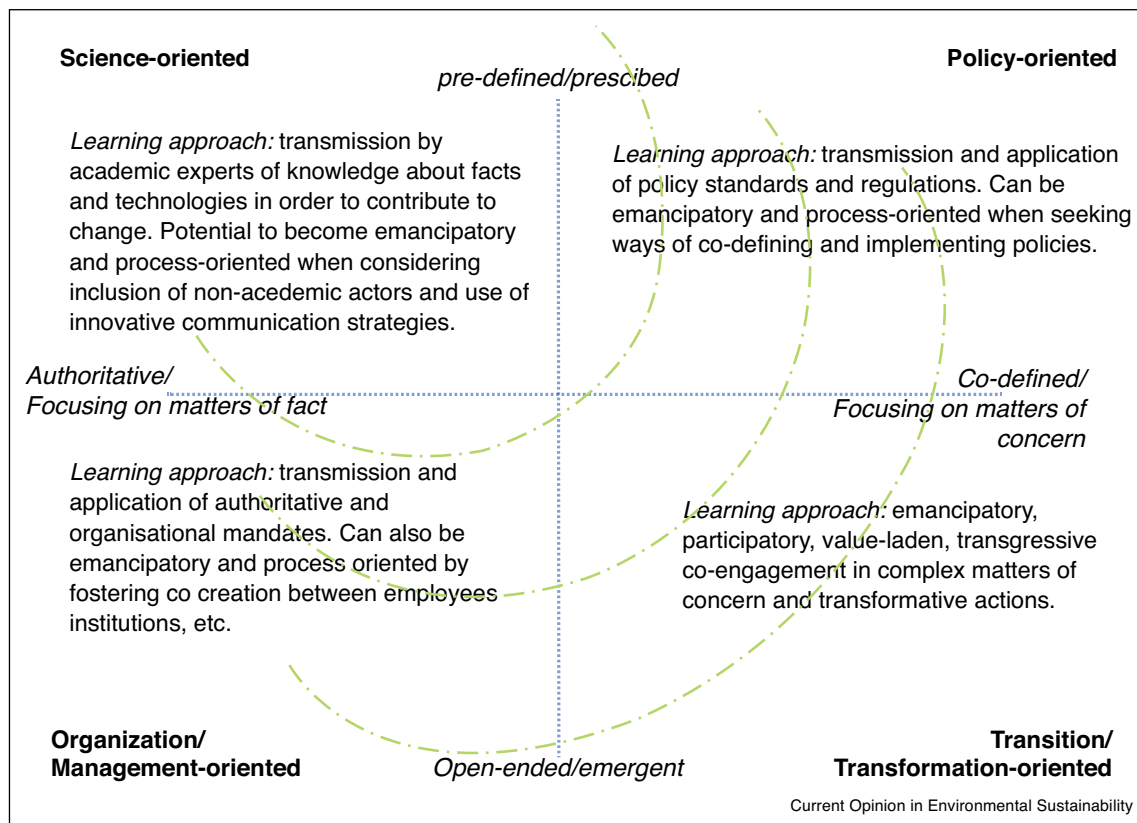 Science-oriented
Policy-oriented
pre-defined/prescibed
Learning approach: transmission by
academic experts of knowledge about facts
and technologies in order to contribute to
change. Potential to become emancipatory
and process-oriented when considering
inclusion of non-acedemic actors and use of
innovative communication strategies.
Learning approach: transmission and application
of policy standards and regulations. Can be
emancipatory and process-oriented when seeking
ways of co-defining and implementing policies.
Authoritative/
Focusing on matters of fact
Co-defined/
Focusing on matters of
concern
Learning approach: transmission and
application of authoritative and
organisational mandates. Can also be
emancipatory and process oriented by
fostering co creation between employees
institutions, etc.
Learning approach: emancipatory,
participatory, value-laden, transgressive
co-engagement in complex matters of
concern and transformative actions.
Organization/
Management-oriented
Open-ended/emergent
Transition/
Transformation-oriented
Current Opinion in Environmental Sustainability